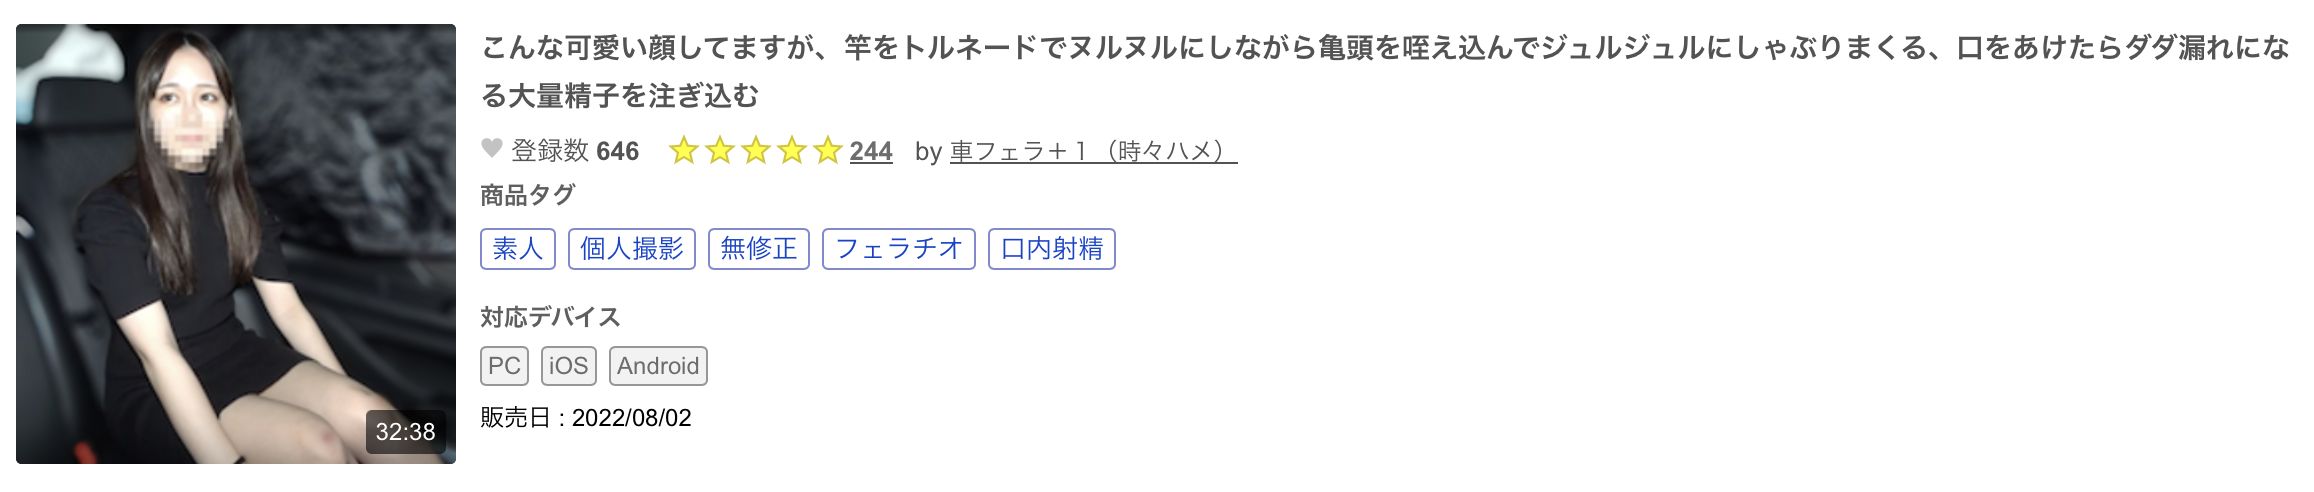 こんな可愛い顔してますが、竿をトルネードでヌルヌルにしながら亀頭を咥え込んでジュルジュルにしゃぶりまくる、口をあけたらダダ漏れにな
る大量精子を注ぎ込む
登録数 646 244 by 車フェラ＋１（時々ハメ）
商品タグ
素人 個人撮影 無修正 フェラチオ 口内射精
対応デバイス
PC iOS Android
販売日 : 2022/08/02
32:38